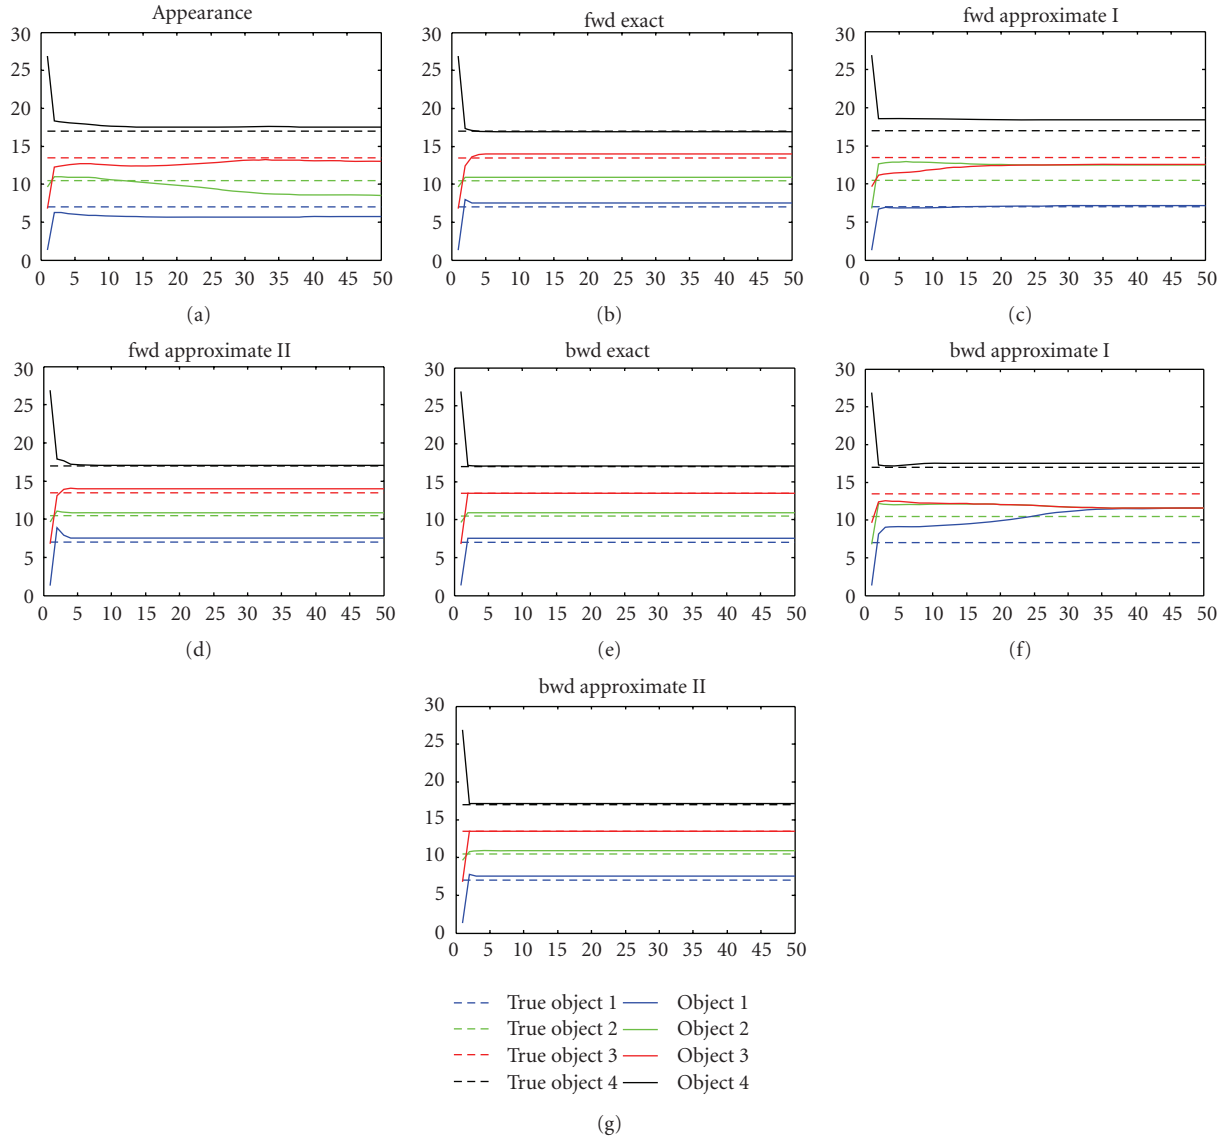 Appearance
30
25
20
15
10
5
0
0 5 10 15 20 25 30 35 40 45 50
(a)
fwd exact
30
25
20
15
10
5
0
0 5 10 15 20 25 30 35 40 45 50
(b)
fwd approximate I
30
25
20
15
10
5
0
0 5 10 15 20 25 30 35 40 45 50
(c)
fwd approximate II
30
25
20
15
10
5
0
0 5 10 15 20 25 30 35 40 45 50
(d)
bwd exact
30
25
20
15
10
5
0
0 5 10 15 20 25 30 35 40 45 50
(e)
bwd approximate I
30
25
20
15
10
5
0
0 5 10 15 20 25 30 35 40 45 50
(f)
bwd approximate II
30
25
20
15
10
5
0
0 5 10 15 20 25 30 35 40 45 50
True object 1 Object 1
True object 2 Object 2
True object 3 Object 3
True object 4 Object 4
(g)